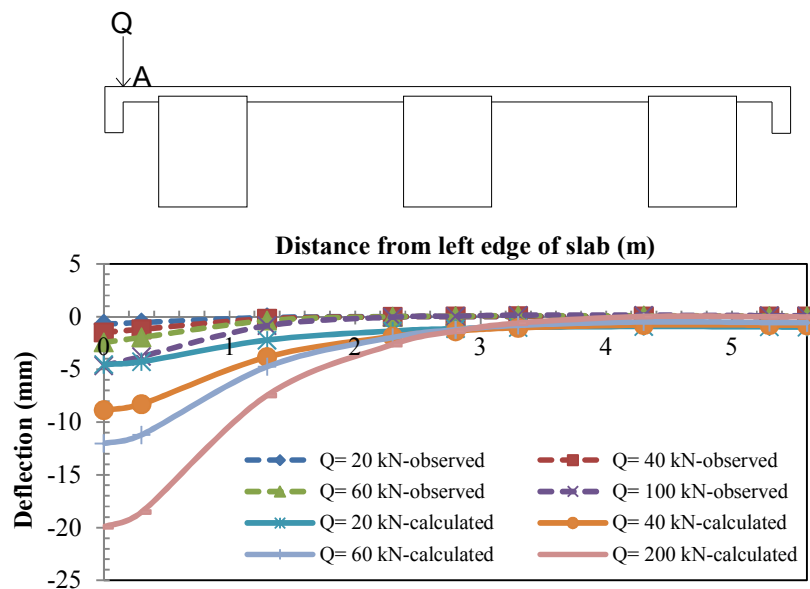 Q
A
Distance from left edge of slab (m)
5
0
-5
-10
-15
-20
-25
0 1 2 3 4 5
Deflection (mm)
Q= 20 kN-observed
Q= 40 kN-observed
Q= 60 kN-observed
Q= 100 kN-observed
Q= 20 kN-calculated
Q= 40 kN-calculated
Q= 60 kN-calculated
Q= 200 kN-calculated